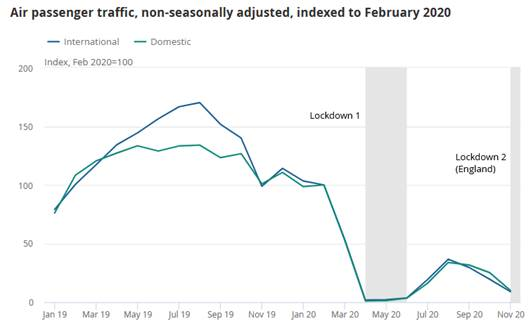 Air passenger traffic, non-seasonally adjusted, indexed to February 2020
International Domestic
Index, Feb 2020=100
200
150
100
50
0
Lockdown 1
Lockdown 2
(England)
Jan 19 Mar 19 May 19 Jul 19 Sep 19 Nov 19 Jan 20 Mar 20 May 20 Jul 20 Sep 20 Nov 20